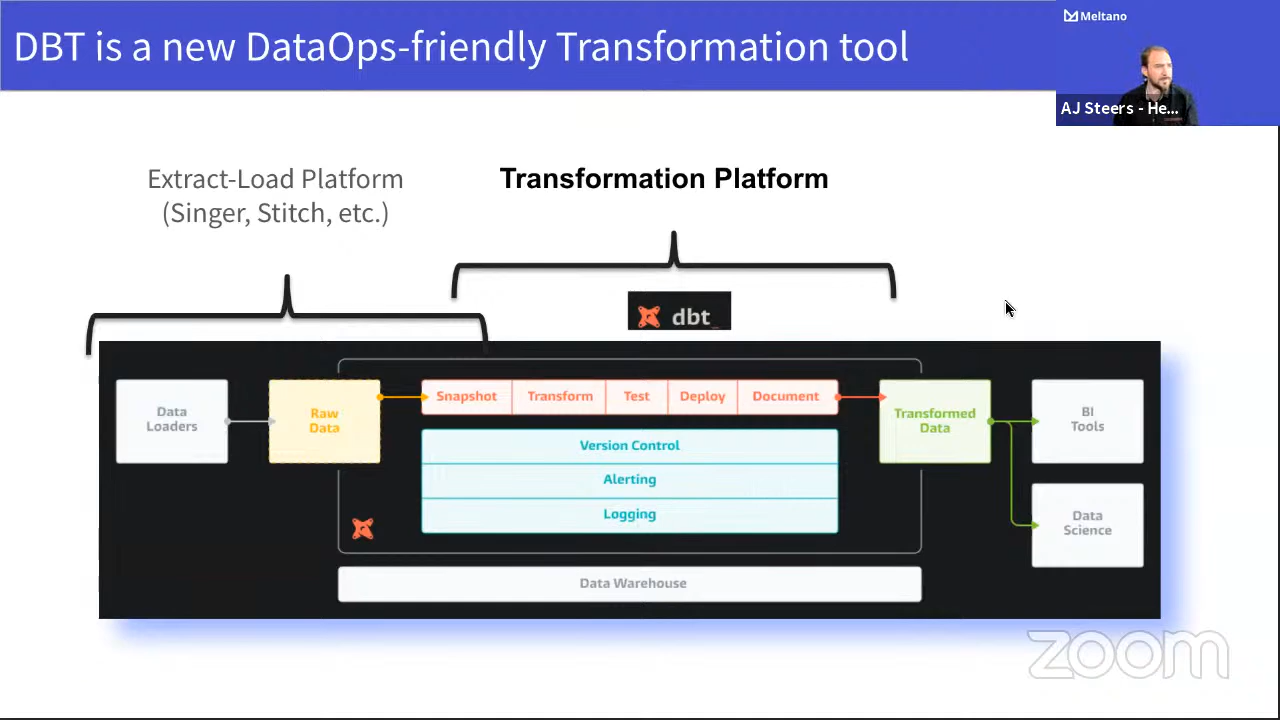 DBT is a new DataOps-friendly Transformation tool
Meltano
AJ Steers - He...
Extract-Load Platform
(Singer, Stitch, etc.)
Transformation Platform
dbt_
Data
Loaders
Raw
Data
Snapshot
Transform
Test
Deploy
Document
Version Control
Alerting
Logging
Transformed
Data
BI
Tools
Data
Science
Data Warehouse
zoom